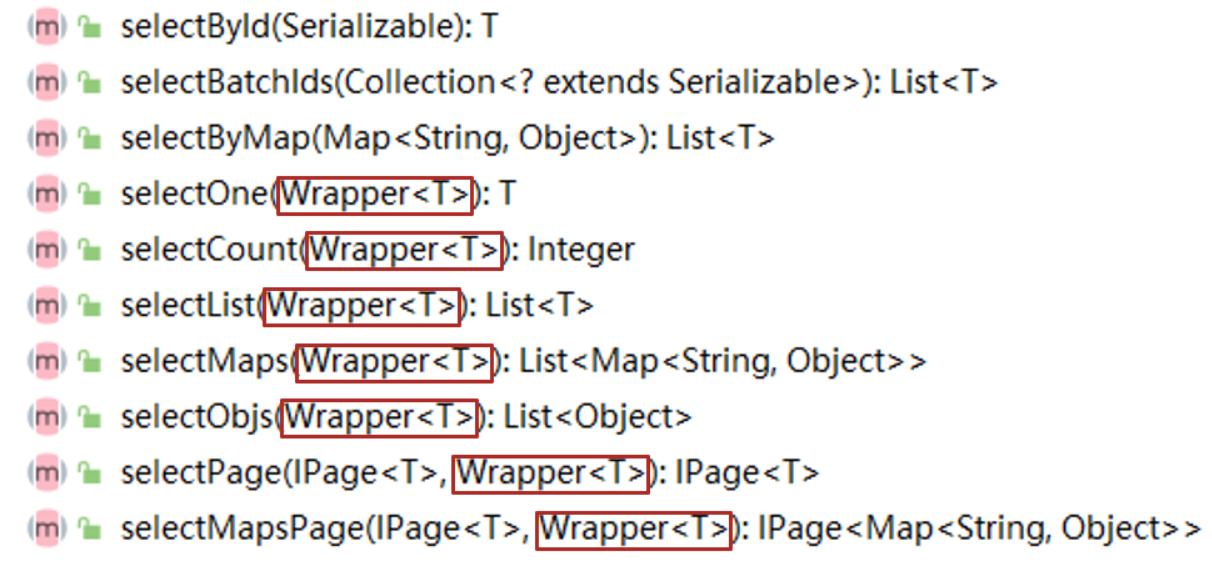 m selectById(Serializable): T
m selectBatchIds(Collection<? extends Serializable>): List<T>
m selectByMap(Map<String, Object>): List<T>
m selectOne(Wrapper<T>): T
m selectCount(Wrapper<T>): Integer
m selectList(Wrapper<T>): List<T>
m selectMaps(Wrapper<T>): List<Map<String, Object>>
m selectObjs(Wrapper<T>): List<Object>
m selectPage(IPage<T>, Wrapper<T>): IPage<T>
m selectMapsPage(IPage<T>, Wrapper<T>): IPage<Map<String, Object>>